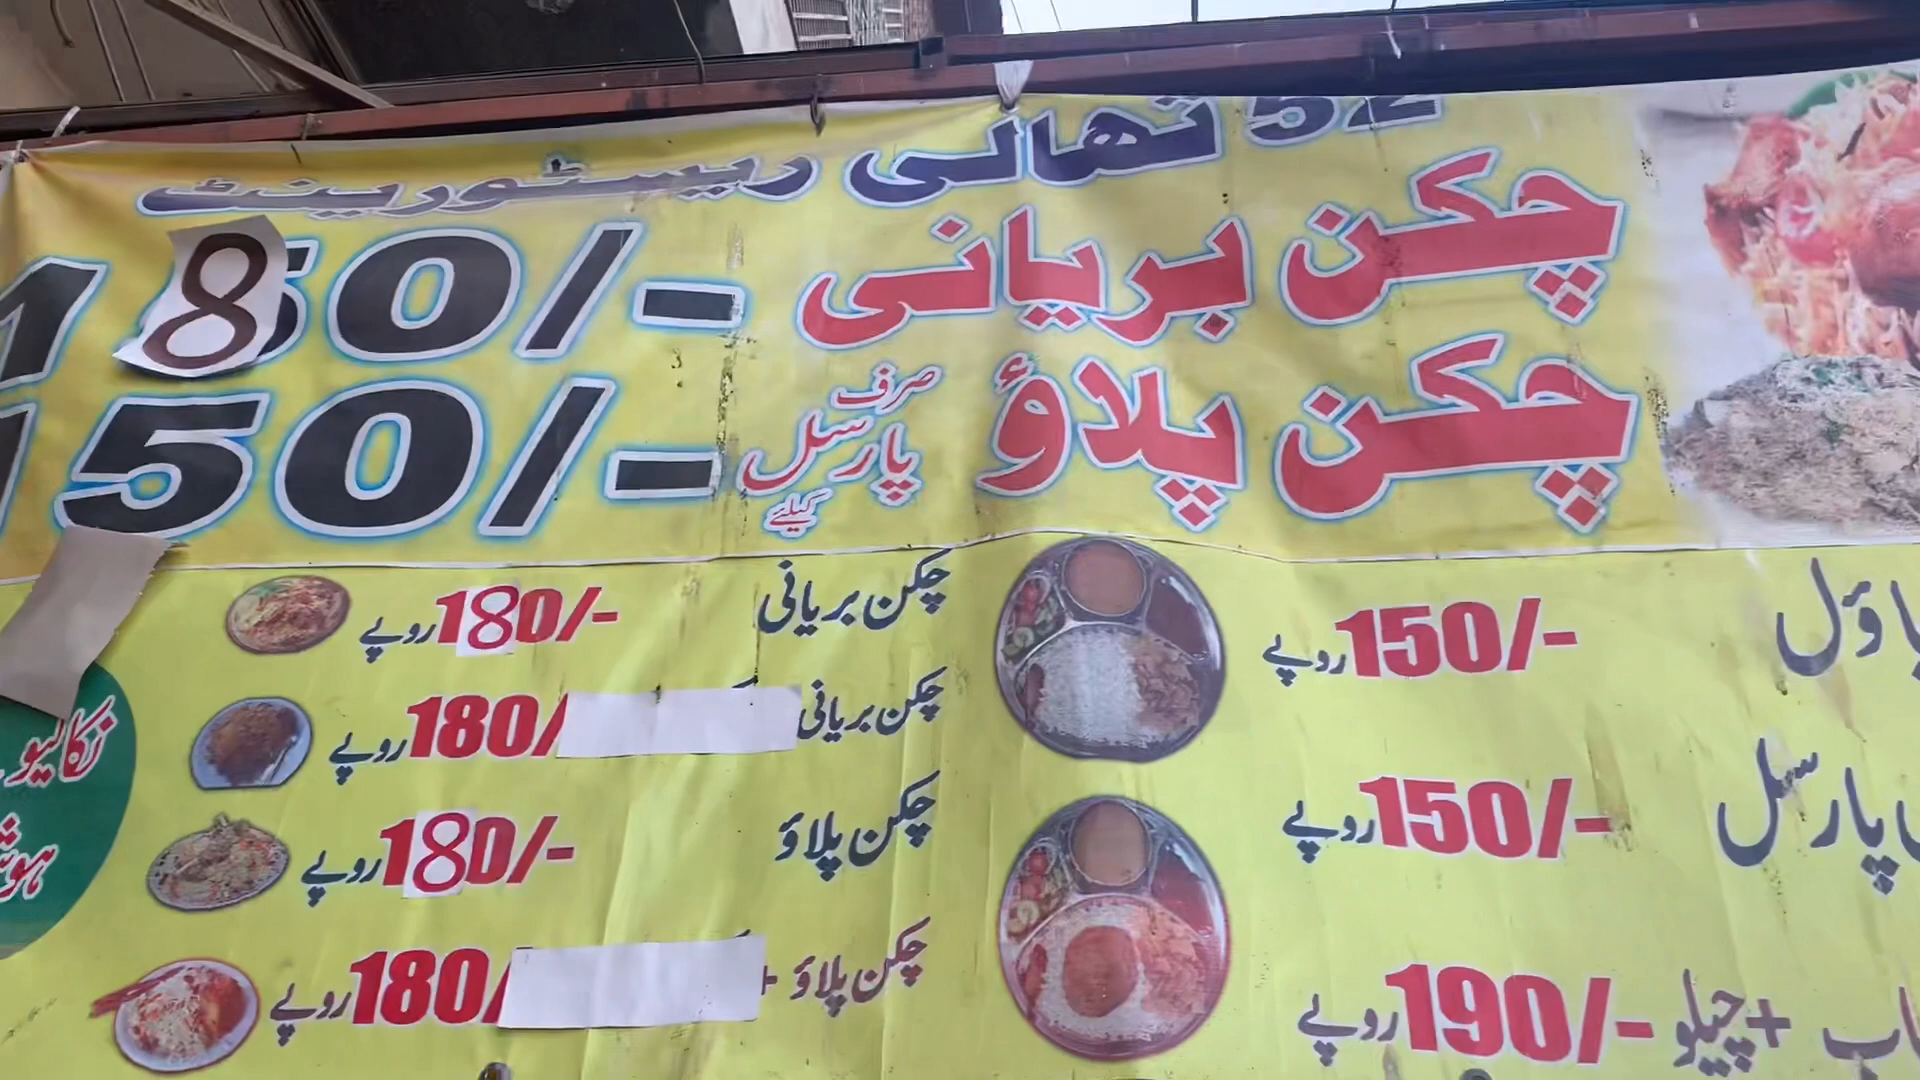 52 تھالی ریسٹورینٹ
چکن بریانی 180/-
چکن پلاؤ صرف پارسل کیلئے 150/-
150/- روپے
پارسل 150/- روپے
+ چیلو 190/- روپے
چکن بریانی 180/- روپے
چکن بریانی 180/ روپے
چکن پلاؤ 180/- روپے
چکن پلاؤ + 180/ روپے